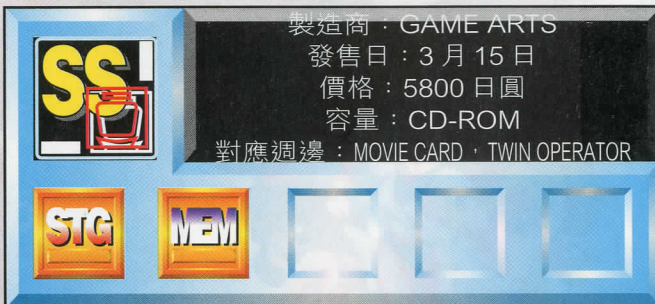 製造商：GAME ARTS
發售日：3月15日
價格：5800日圓
容量：CD-ROM
對應週邊：MOVIE CARD，TWIN OPERATOR
SS
STG
MEM